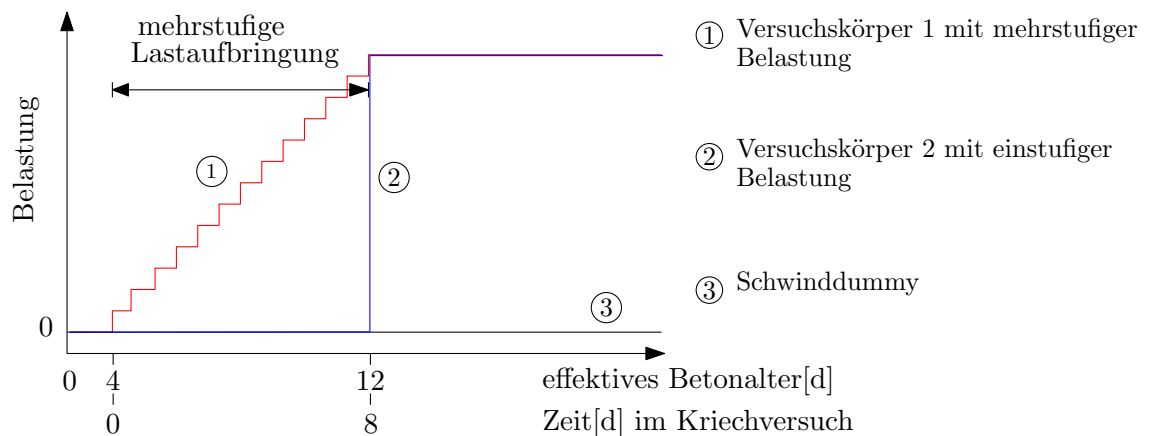 mehrstufige
Lastaufbringung
Belastung
1
2
3
0
0 4 12 effektives Betonalter[d]
0 8 Zeit[d] im Kriechversuch
1 Versuchskörper 1 mit mehrstufiger
Belastung
2 Versuchskörper 2 mit einstufiger
Belastung
3 Schwinddummy